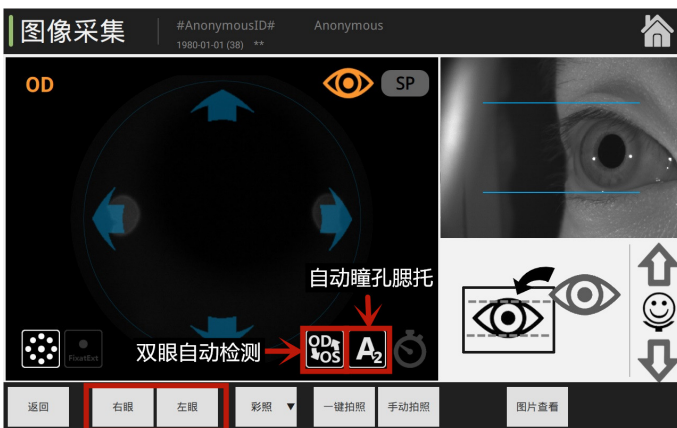 图像采集
#AnonymousID# Anonymous
1980-01-01 (38) **
OD
SP
自动瞳孔腮托
双眼自动检测
FixatExt
OD
OS
A2
返回
右眼
左眼
彩照
一键拍照
手动拍照
图片查看